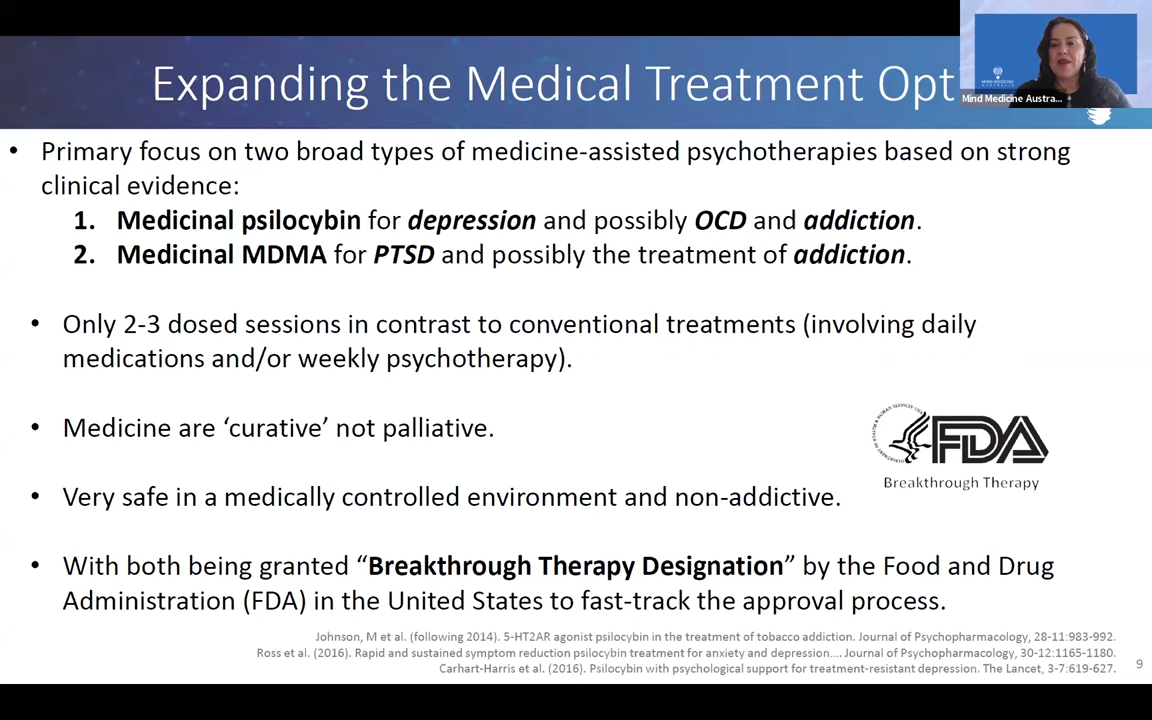 Expanding the Medical Treatment Opt
MIND MEDICINE
AUSTRALIA
Mind Medicine Austra...
• Primary focus on two broad types of medicine-assisted psychotherapies based on strong
clinical evidence:
1. Medicinal psilocybin for depression and possibly OCD and addiction.
2. Medicinal MDMA for PTSD and possibly the treatment of addiction.
• Only 2-3 dosed sessions in contrast to conventional treatments (involving daily
medications and/or weekly psychotherapy).
• Medicine are ‘curative’ not palliative.
FDA
Breakthrough Therapy
• Very safe in a medically controlled environment and non-addictive.
• With both being granted “Breakthrough Therapy Designation” by the Food and Drug
Administration (FDA) in the United States to fast-track the approval process.
Johnson, M et al. (following 2014). 5-HT2AR agonist psilocybin in the treatment of tobacco addiction. Journal of Psychopharmacology, 28-11:983-992.
Ross et al. (2016). Rapid and sustained symptom reduction psilocybin treatment for anxiety and depression.... Journal of Psychopharmacology, 30-12:1165-1180.
Carhart-Harris et al. (2016). Psilocybin with psychological support for treatment-resistant depression. The Lancet, 3-7:619-627.
9